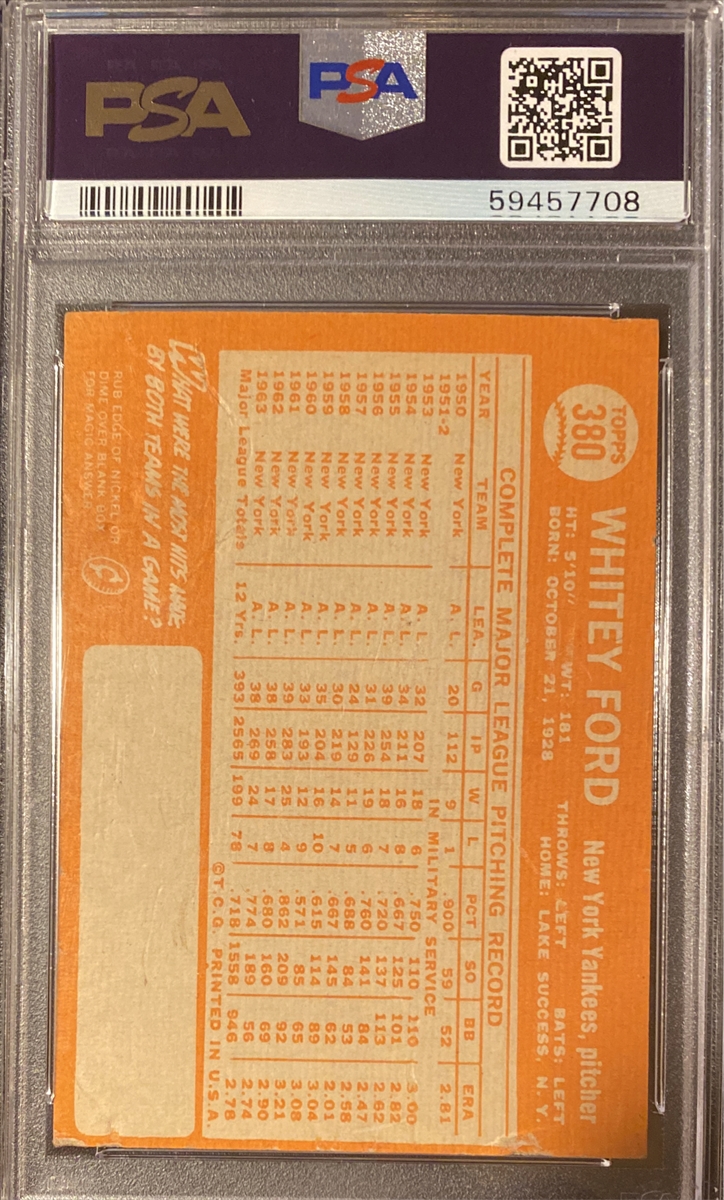 PSA
PSA
59457708
TOPPS
380
WHITEY FORD New York Yankees, pitcher
HT: 5'10" WT: 181 THROWS: LEFT BATS: LEFT
BORN: OCTOBER 21, 1928 HOME: LAKE SUCCESS, N. Y.
COMPLETE MAJOR LEAGUE PITCHING RECORD
YEAR TEAM LEA. G IP W L PCT SO BB ERA
1950 New York A. L. 20 112 9 1 .900 59 52 2.81
1951-2 IN MILITARY SERVICE
1953 New York A. L. 32 207 18 6 .750 110 110 3.00
1954 New York A. L. 34 211 16 8 .667 125 101 2.82
1955 New York A. L. 39 254 18 7 .720 137 113 2.62
1956 New York A. L. 31 226 19 6 .760 141 84 2.47
1957 New York A. L. 24 129 11 5 .688 84 53 2.58
1958 New York A. L. 30 219 14 7 .667 145 62 2.01
1959 New York A. L. 35 204 16 10 .615 114 89 3.04
1960 New York A. L. 33 193 12 9 .571 85 65 3.08
1961 New York A. L. 39 283 25 4 .862 209 92 3.21
1962 New York A. L. 38 258 17 8 .680 160 69 2.90
1963 New York A. L. 38 269 24 7 .774 189 56 2.74
Major League Totals 12 Yrs. 393 2565 199 78 .718 1558 946 2.78
©T.C.G. PRINTED IN U.S.A.
WHAT WERE THE MOST HITS MADE
BY BOTH TEAMS IN A GAME?
RUB EDGE OF NICKEL OR
DIME OVER BLANK BOX
FOR MAGIC ANSWER